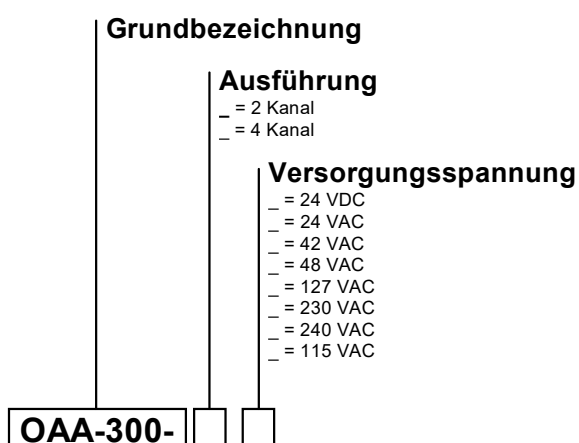 Grundbezeichnung
Ausführung
_ = 2 Kanal
_ = 4 Kanal
Versorgungsspannung
_ = 24 VDC
_ = 24 VAC
_ = 42 VAC
_ = 48 VAC
_ = 127 VAC
_ = 230 VAC
_ = 240 VAC
_ = 115 VAC
OAA-300-